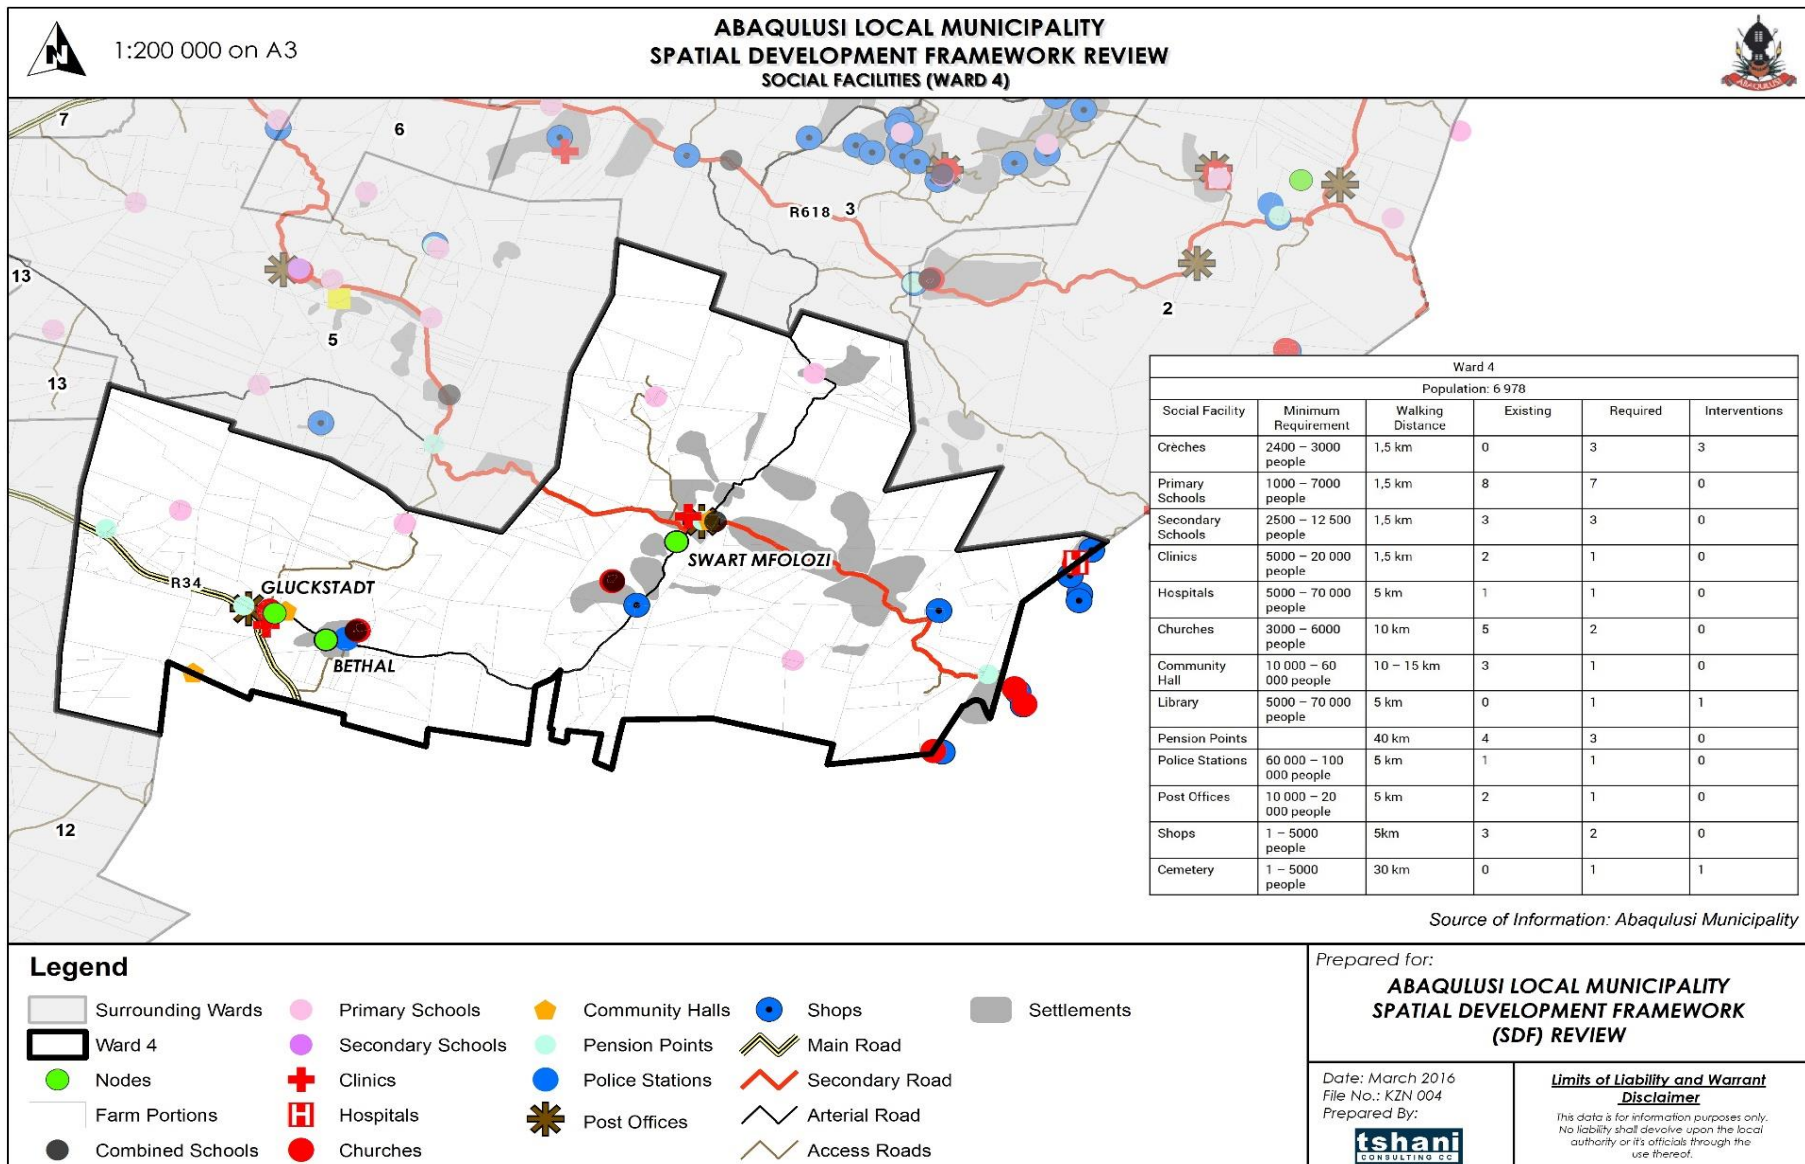 1:200 000 on A3
N
ABAQULUSI LOCAL MUNICIPALITY
SPATIAL DEVELOPMENT FRAMEWORK REVIEW
SOCIAL FACILITIES (WARD 4)
ABAQULUSI
7
6
R618 3
13
5
2
13
12
R34
GLUCKSTADT
BETHAL
SWART MFOLOZI
H
Ward 4
Population: 6 978
Social Facility Minimum Requirement Walking Distance Existing Required Interventions
Crèches 2400 – 3000 people 1,5 km 0 3 3
Primary Schools 1000 – 7000 people 1,5 km 8 7 0
Secondary Schools 2500 – 12 500 people 1,5 km 3 3 0
Clinics 5000 – 20 000 people 1,5 km 2 1 0
Hospitals 5000 – 70 000 people 5 km 1 1 0
Churches 3000 – 6000 people 10 km 5 2 0
Community Hall 10 000 – 60 000 people 10 – 15 km 3 1 0
Library 5000 – 70 000 people 5 km 0 1 1
Pension Points 40 km 4 3 0
Police Stations 60 000 – 100 000 people 5 km 1 1 0
Post Offices 10 000 – 20 000 people 5 km 2 1 0
Shops 1 – 5000 people 5km 3 2 0
Cemetery 1 – 5000 people 30 km 0 1 1
Source of Information: Abaqulusi Municipality
Legend
Surrounding Wards
Ward 4
Nodes
Farm Portions
Combined Schools
Primary Schools
Secondary Schools
Clinics
H Hospitals
Churches
Community Halls
Pension Points
Police Stations
Post Offices
Shops
Main Road
Secondary Road
Arterial Road
Access Roads
Settlements
Prepared for:
ABAQULUSI LOCAL MUNICIPALITY
SPATIAL DEVELOPMENT FRAMEWORK
(SDF) REVIEW
Date: March 2016
File No.: KZN 004
Prepared By:
tshani
CONSULTING CC
Limits of Liability and Warrant
Disclaimer
This data is for information purposes only.
No liability shall devolve upon the local
authority or it's officials through the
use thereof.